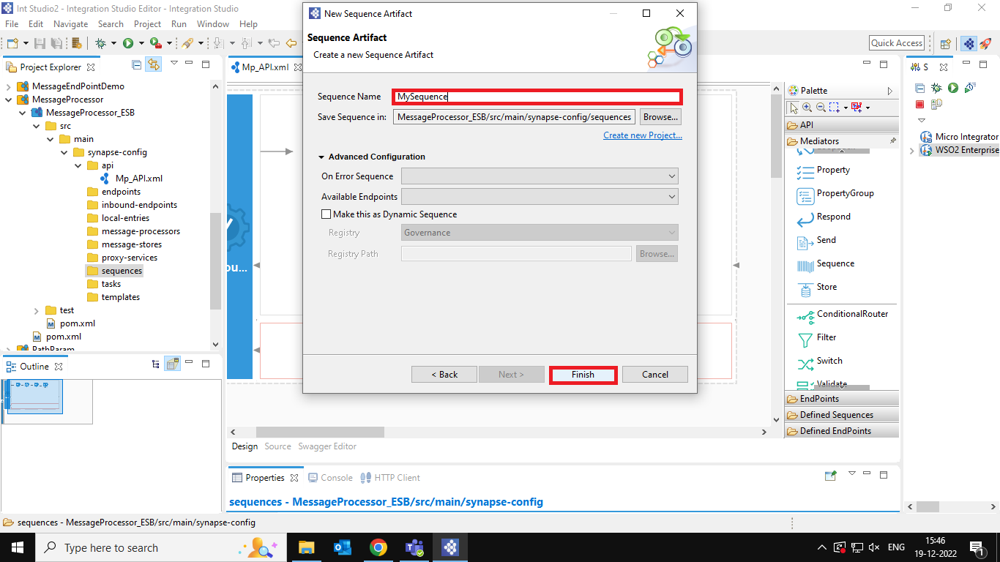 Int Studio2 - Integration Studio Editor - Integration Studio
File Edit Navigate Search Project Run Window Help
Quick Access
Project Explorer
MessageEndPointDemo
MessageProcessor
MessageProcessor_ESB
src
main
synapse-config
api
Mp_API.xml
endpoints
inbound-endpoints
local-entries
message-processors
message-stores
proxy-services
sequences
tasks
templates
test
pom.xml
pom.xml
PathParam
Outline
Mp_API.xml
ou...
Design Source Swagger Editor
New Sequence Artifact
Sequence Artifact
Create a new Sequence Artifact
Sequence Name MySequence
Save Sequence in: MessageProcessor_ESB/src/main/synapse-config/sequences Browse...
Create new Project...
Advanced Configuration
On Error Sequence
Available Endpoints
Make this as Dynamic Sequence
Registry Governance
Registry Path Browse...
< Back Next > Finish Cancel
Palette
API
Mediators
Property
PropertyGroup
Respond
Send
Sequence
Store
ConditionalRouter
Filter
Switch
Validate
EndPoints
Defined Sequences
Defined EndPoints
S
Micro Integrator
WSO2 Enterprise
Properties Console HTTP Client
sequences - MessageProcessor_ESB/src/main/synapse-config
sequences - MessageProcessor_ESB/src/main/synapse-config
Type here to search
ENG
15:46
19-12-2022
1